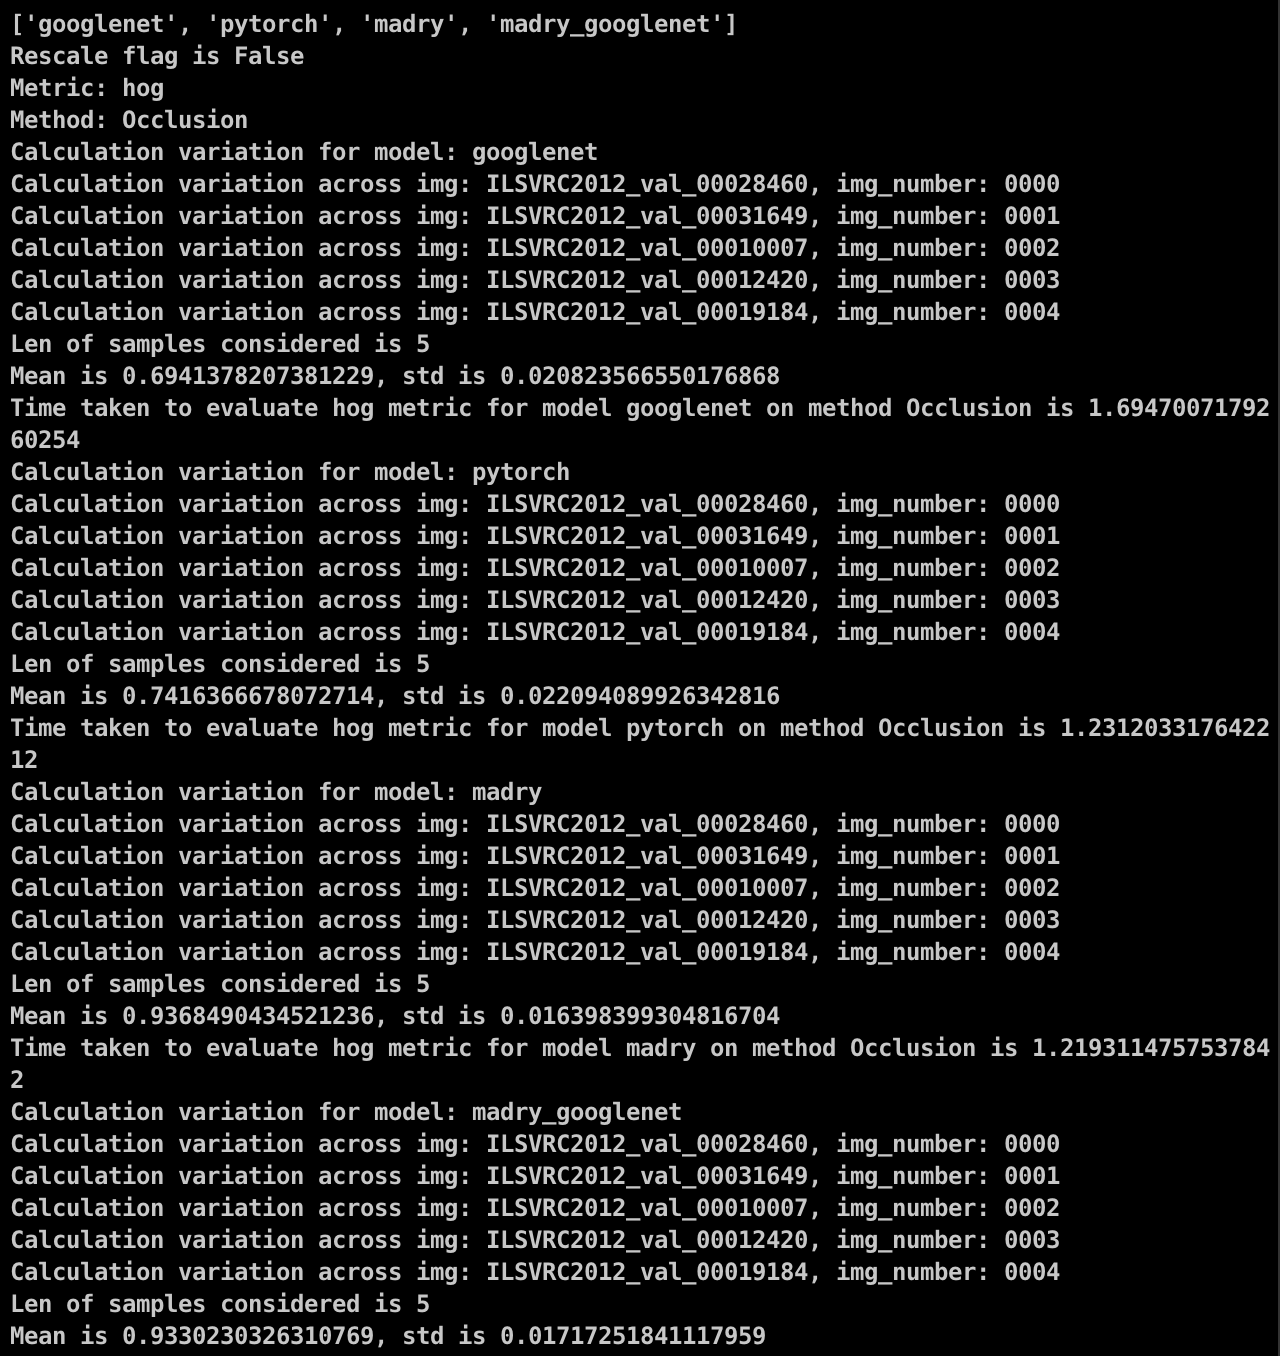 ['googlenet', 'pytorch', 'madry', 'madry_googlenet']
Rescale flag is False
Metric: hog
Method: Occlusion
Calculation variation for model: googlenet
Calculation variation across img: ILSVRC2012_val_00028460, img_number: 0000
Calculation variation across img: ILSVRC2012_val_00031649, img_number: 0001
Calculation variation across img: ILSVRC2012_val_00010007, img_number: 0002
Calculation variation across img: ILSVRC2012_val_00012420, img_number: 0003
Calculation variation across img: ILSVRC2012_val_00019184, img_number: 0004
Len of samples considered is 5
Mean is 0.6941378207381229, std is 0.020823566550176868
Time taken to evaluate hog metric for model googlenet on method Occlusion is 1.69470071792
60254
Calculation variation for model: pytorch
Calculation variation across img: ILSVRC2012_val_00028460, img_number: 0000
Calculation variation across img: ILSVRC2012_val_00031649, img_number: 0001
Calculation variation across img: ILSVRC2012_val_00010007, img_number: 0002
Calculation variation across img: ILSVRC2012_val_00012420, img_number: 0003
Calculation variation across img: ILSVRC2012_val_00019184, img_number: 0004
Len of samples considered is 5
Mean is 0.7416366678072714, std is 0.022094089926342816
Time taken to evaluate hog metric for model pytorch on method Occlusion is 1.2312033176422
12
Calculation variation for model: madry
Calculation variation across img: ILSVRC2012_val_00028460, img_number: 0000
Calculation variation across img: ILSVRC2012_val_00031649, img_number: 0001
Calculation variation across img: ILSVRC2012_val_00010007, img_number: 0002
Calculation variation across img: ILSVRC2012_val_00012420, img_number: 0003
Calculation variation across img: ILSVRC2012_val_00019184, img_number: 0004
Len of samples considered is 5
Mean is 0.9368490434521236, std is 0.016398399304816704
Time taken to evaluate hog metric for model madry on method Occlusion is 1.219311475753784
2
Calculation variation for model: madry_googlenet
Calculation variation across img: ILSVRC2012_val_00028460, img_number: 0000
Calculation variation across img: ILSVRC2012_val_00031649, img_number: 0001
Calculation variation across img: ILSVRC2012_val_00010007, img_number: 0002
Calculation variation across img: ILSVRC2012_val_00012420, img_number: 0003
Calculation variation across img: ILSVRC2012_val_00019184, img_number: 0004
Len of samples considered is 5
Mean is 0.9330230326310769, std is 0.01717251841117959